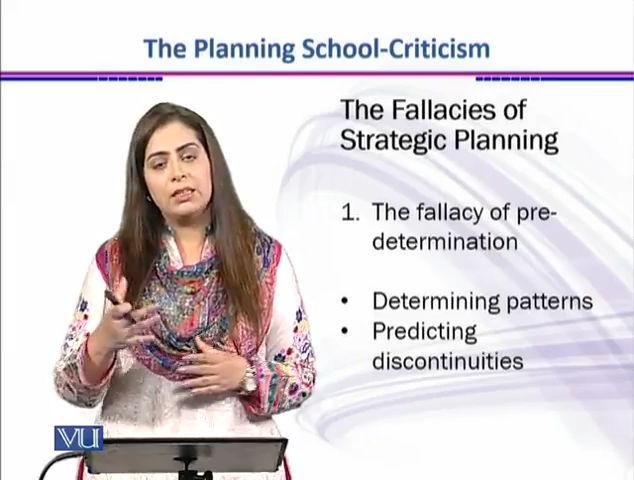 The Planning School-Criticism
The Fallacies of
Strategic Planning
1. The fallacy of pre-
determination
• Determining patterns
• Predicting
discontinuities
VU